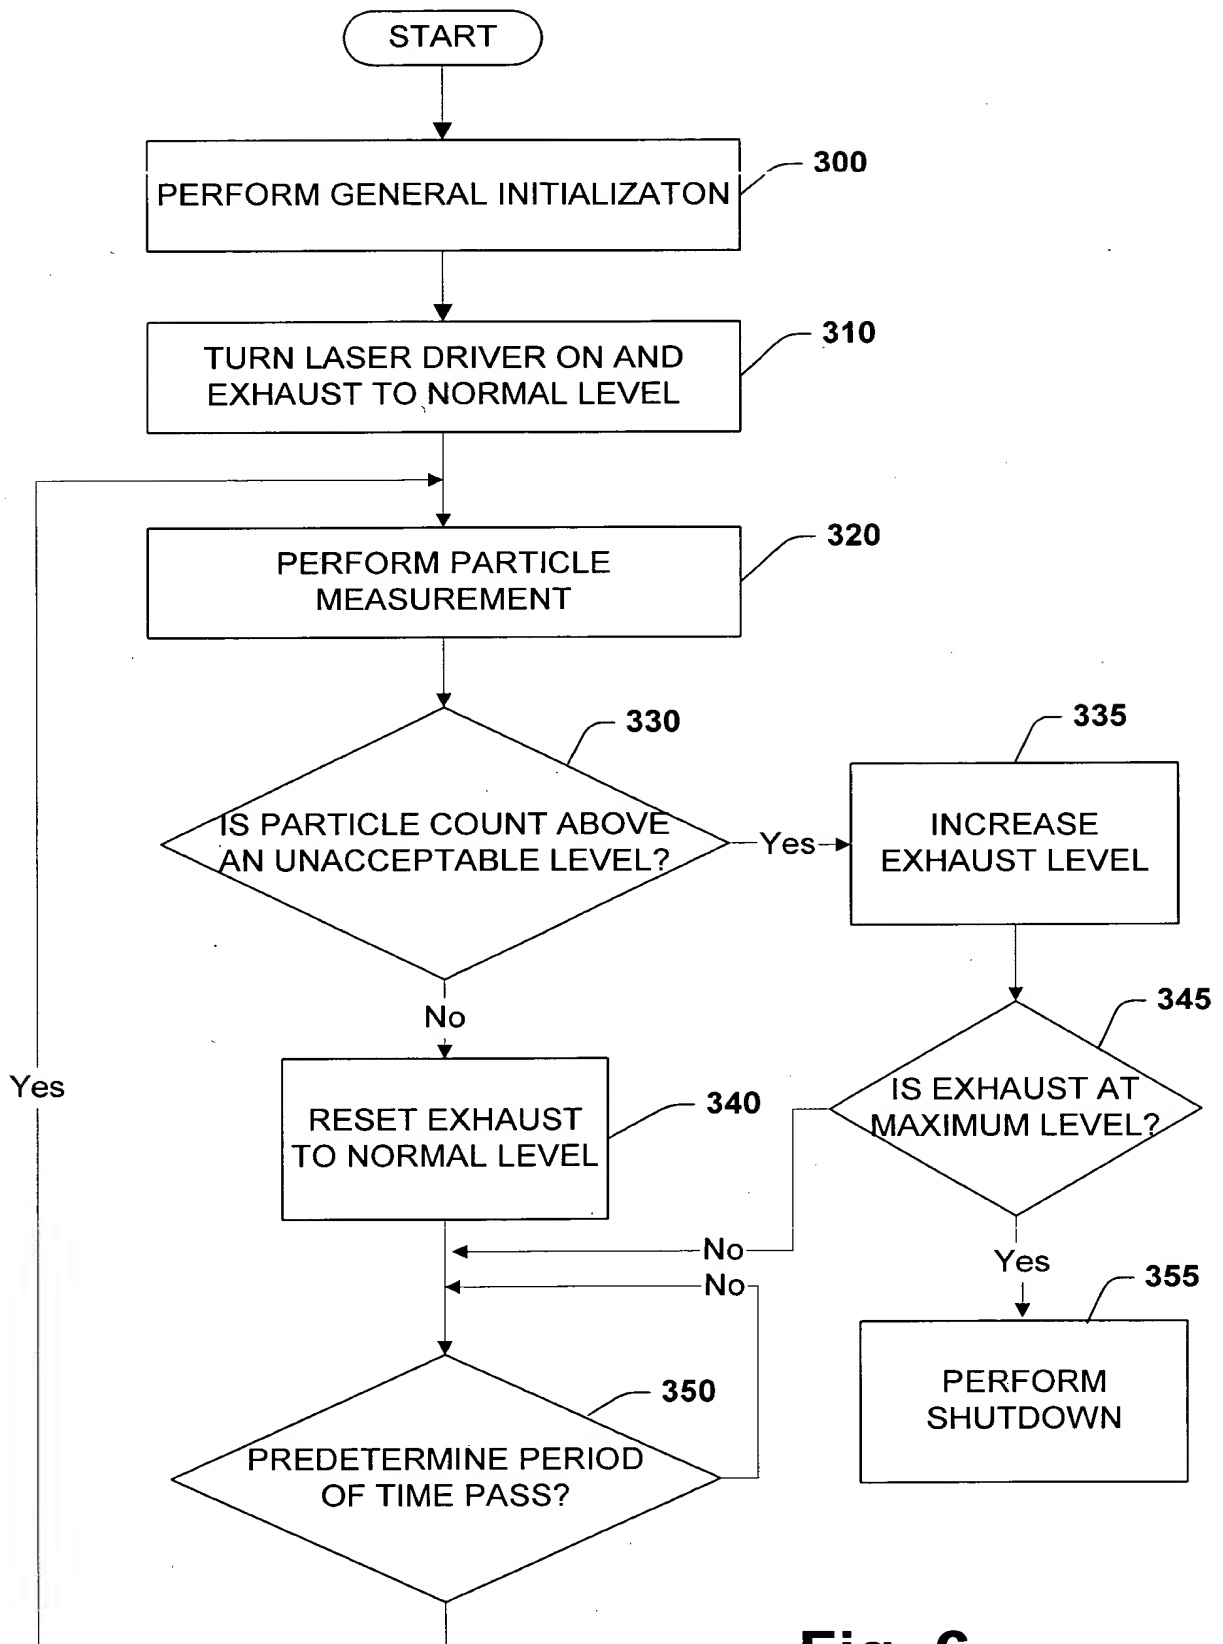 START
PERFORM GENERAL INITIALIZATON
300
TURN LASER DRIVER ON AND
EXHAUST TO NORMAL LEVEL
310
PERFORM PARTICLE
MEASUREMENT
320
IS PARTICLE COUNT ABOVE
AN UNACCEPTABLE LEVEL?
330
Yes
INCREASE
EXHAUST LEVEL
335
No
RESET EXHAUST
TO NORMAL LEVEL
340
IS EXHAUST AT
MAXIMUM LEVEL?
345
Yes
No
No
Yes
PERFORM
SHUTDOWN
355
PREDETERMINE PERIOD
OF TIME PASS?
350
Fig. 6